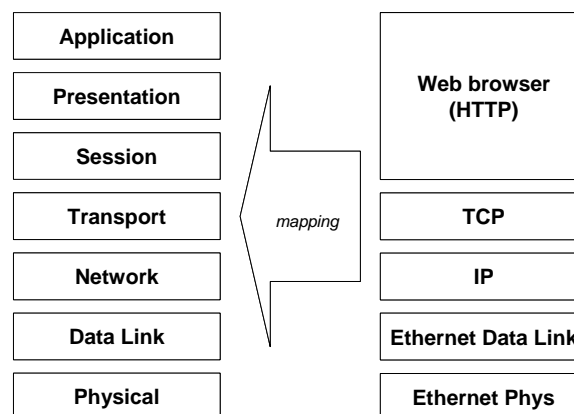 Application
Presentation
Session
Transport
Network
Data Link
Physical
mapping
Web browser
(HTTP)
TCP
IP
Ethernet Data Link
Ethernet Phys